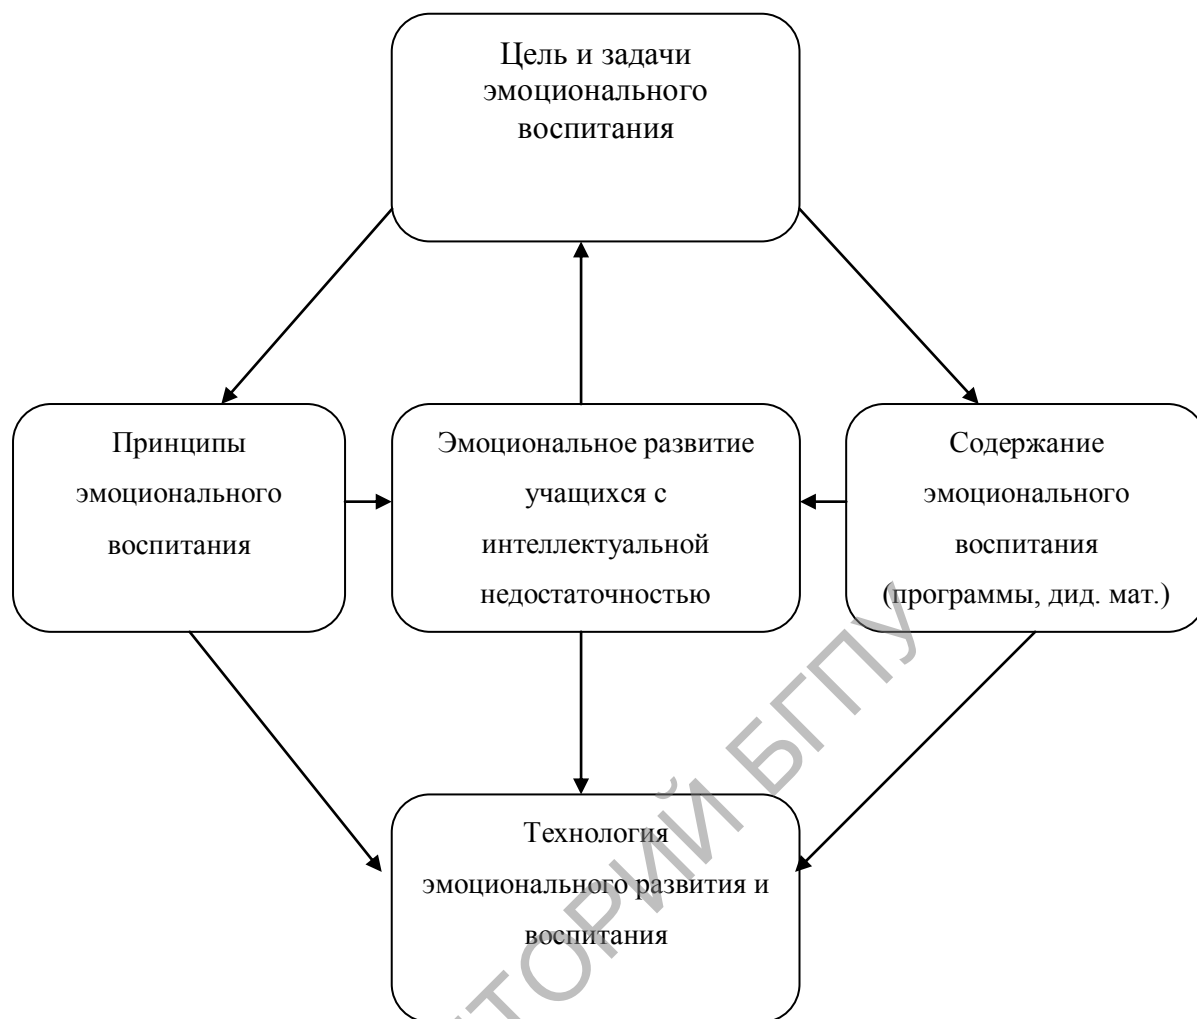 Цель и задачи
эмоционального
воспитания
Принципы
эмоционального
воспитания
Эмоциональное развитие
учащихся с
интеллектуальной
недостаточностью
Содержание
эмоционального
воспитания
(программы, дид. мат.)
Технология
эмоционального развития и
воспитания
ТОРИЙ БГПУ